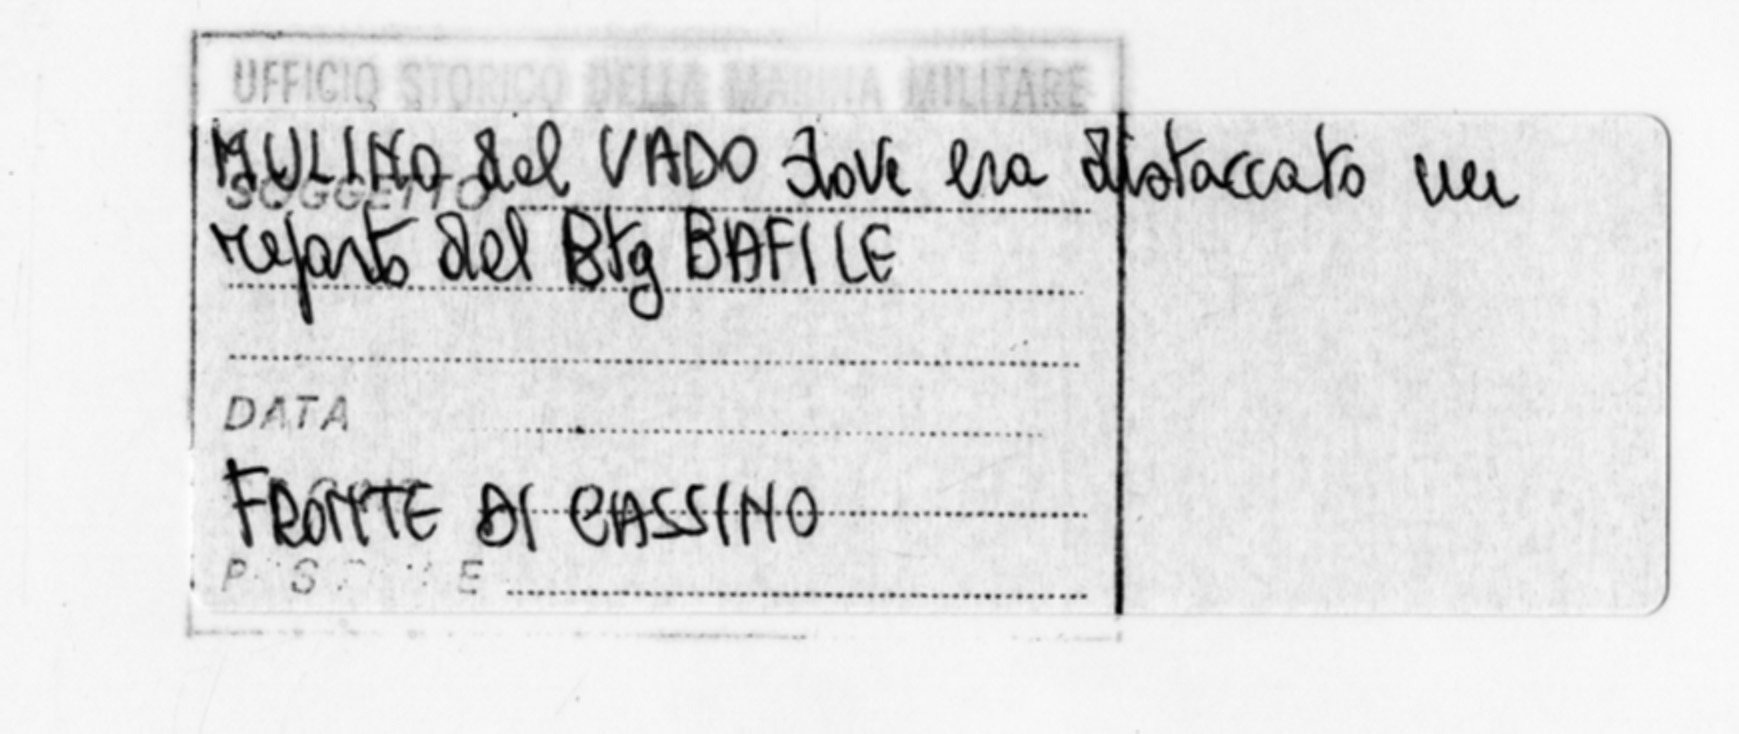 UFFICIO STORICO DELLA MARINA MILITARE
MULINO del VADO dove era distaccato un
SOGGETTO
reparto del Btg BAFILE
DATA
FRONTE DI CASSINO